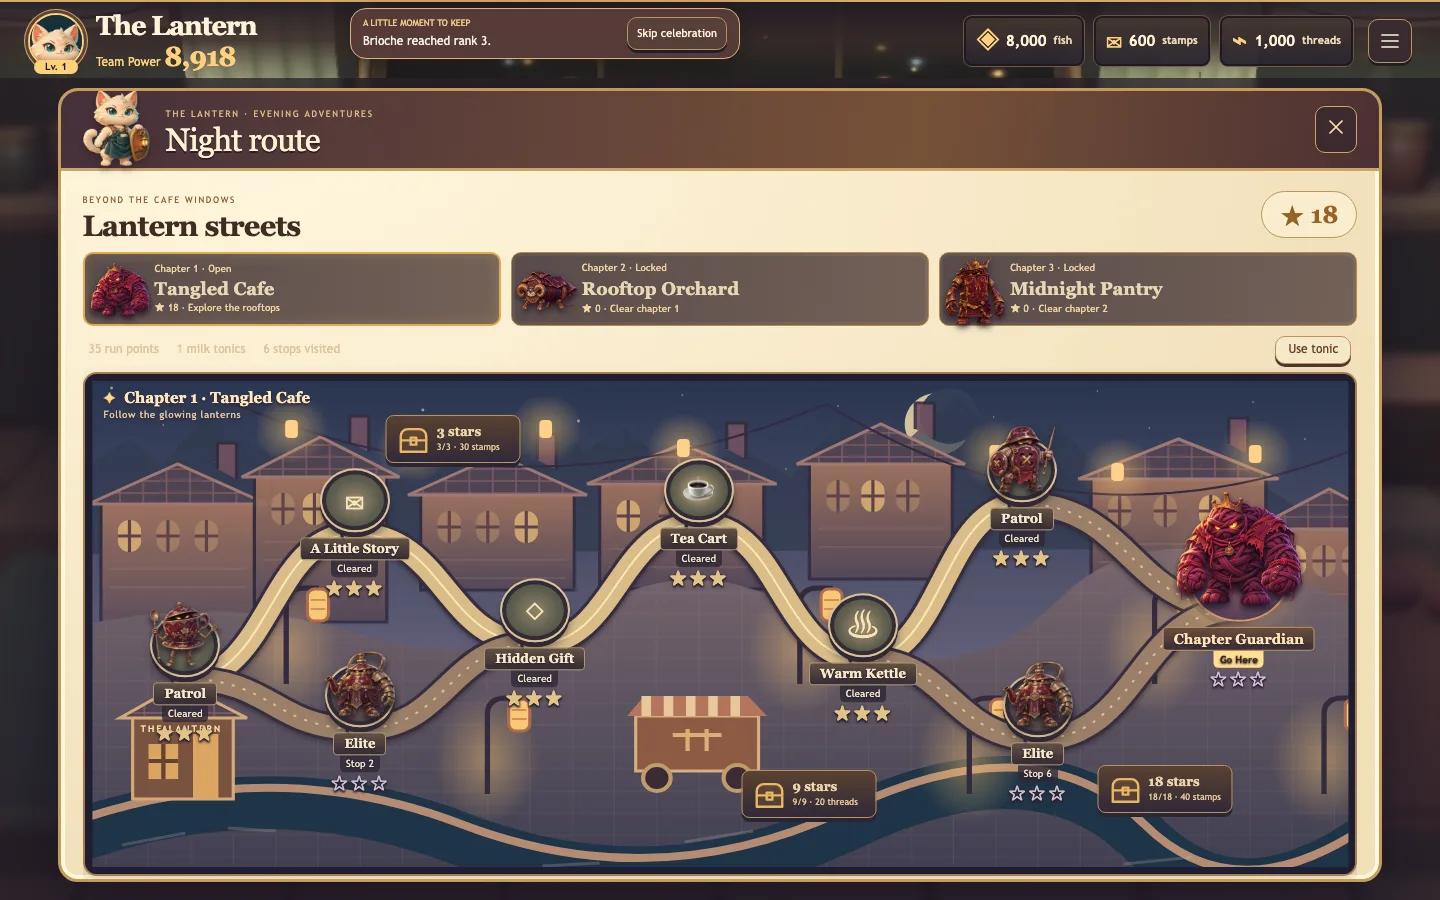 The Lantern
Team Power 8,918
Lv. 1
A LITTLE MOMENT TO KEEP
Brioche reached rank 3.
Skip celebration
8,000 fish
600 stamps
1,000 threads
THE LANTERN · EVENING ADVENTURES
Night route
BEYOND THE CAFE WINDOWS
Lantern streets
★ 18
Chapter 1 · Open
Tangled Cafe
★ 18 · Explore the rooftops
Chapter 2 · Locked
Rooftop Orchard
★ 0 · Clear chapter 1
Chapter 3 · Locked
Midnight Pantry
★ 0 · Clear chapter 2
35 run points
1 milk tonics
6 stops visited
Use tonic
Chapter 1 · Tangled Cafe
Follow the glowing lanterns
3 stars
3/3 · 30 stamps
A Little Story
Cleared
Tea Cart
Cleared
Patrol
Cleared
Hidden Gift
Cleared
Chapter Guardian
Go Here
Warm Kettle
Cleared
Patrol
Cleared
THE LANTERN
Elite
Stop 2
Elite
Stop 6
9 stars
9/9 · 20 threads
18 stars
18/18 · 40 stamps